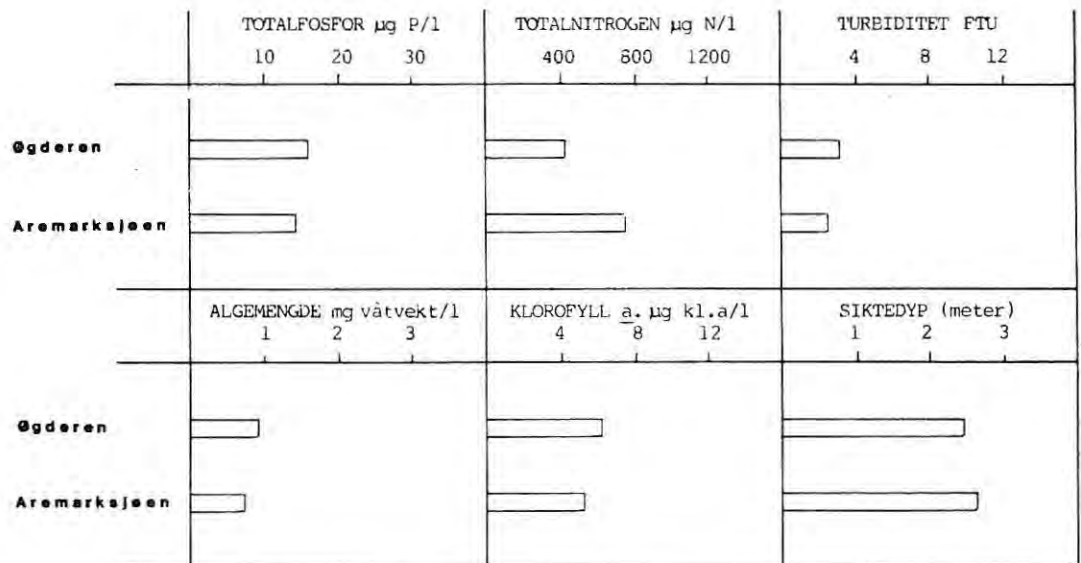 TOTALFOSFOR µg P/l TOTALNITROGEN µg N/l TURBIDITET FTU
10 20 30 400 800 1200 4 8 12
Øgderen
Aremarksjøen
ALGEMENGDE mg våtvekt/l KLOROFYLL a. µg kl.a/l SIKTEDYP (meter)
1 2 3 4 8 12 1 2 3
Øgderen
Aremarksjøen